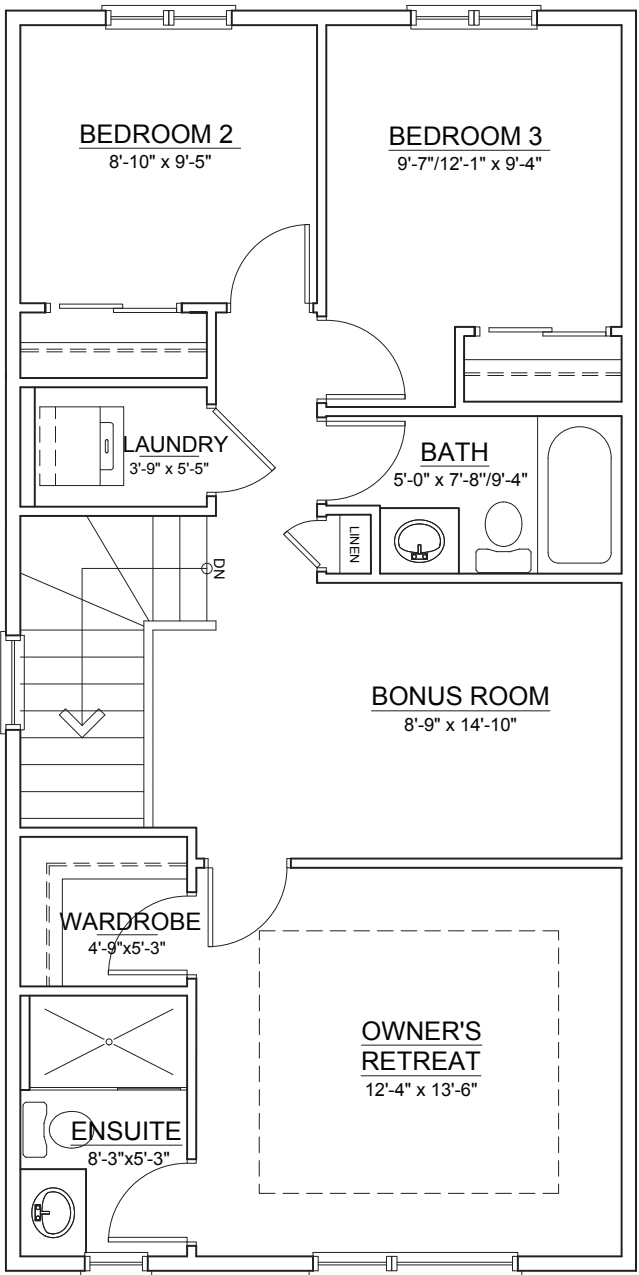 BEDROOM 2
8'-10" x 9'-5"
BEDROOM 3
9'-7"/12'-1" x 9'-4"
LAUNDRY
3'-9" x 5'-5"
BATH
5'-0" x 7'-8"/9'-4"
LINEN
DN
BONUS ROOM
8'-9" x 14'-10"
WARDROBE
4'-9"x5'-3"
OWNER'S
RETREAT
12'-4" x 13'-6"
ENSUITE
8'-3"x5'-3"